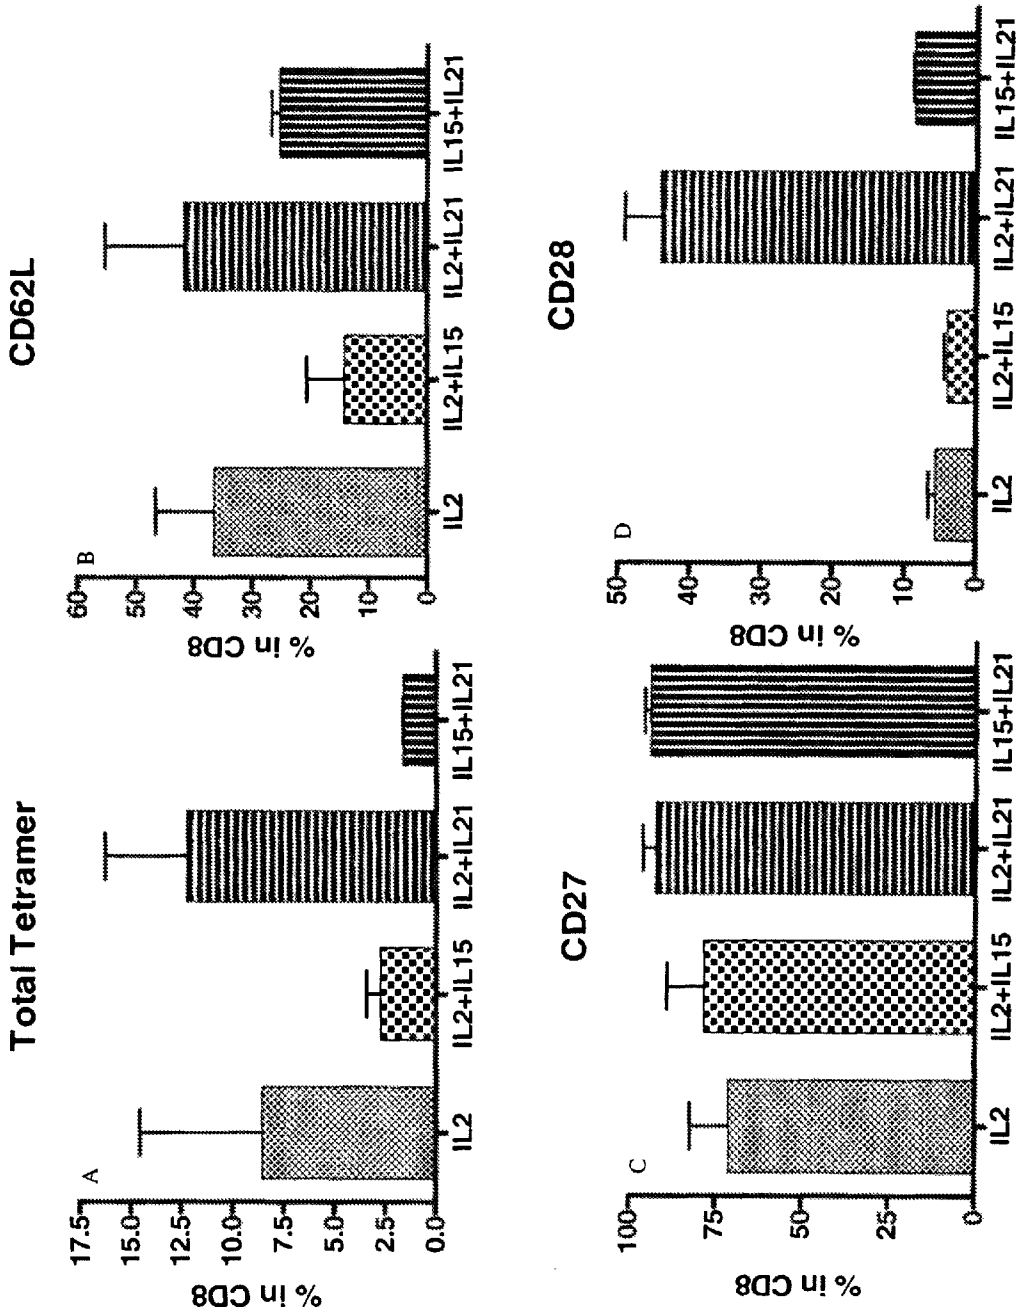 Total Tetramer
A
% in CD8
17.5
15.0
12.5
10.0
7.5
5.0
2.5
0.0
IL2
IL2+IL15
IL2+IL21
IL15+IL21
CD62L
B
% in CD8
60
50
40
30
20
10
0
IL2
IL2+IL15
IL2+IL21
IL15+IL21
CD27
C
% in CD8
100
75
50
25
0
IL2
IL2+IL15
IL2+IL21
IL15+IL21
CD28
D
% in CD8
50
40
30
20
10
0
IL2
IL2+IL15
IL2+IL21
IL15+IL21